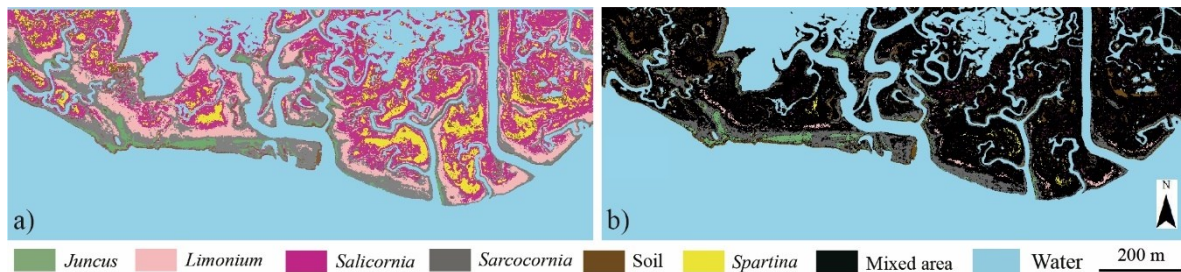 a)
b)
N
Juncus Limonium Salicornia Sarcocornia Soil Spartina Mixed area Water 200 m